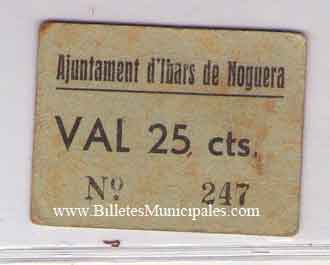 Ajuntament d'Ibars de Noguera
VAL 25, cts.
Nº 247
www.BilletesMunicipales.com